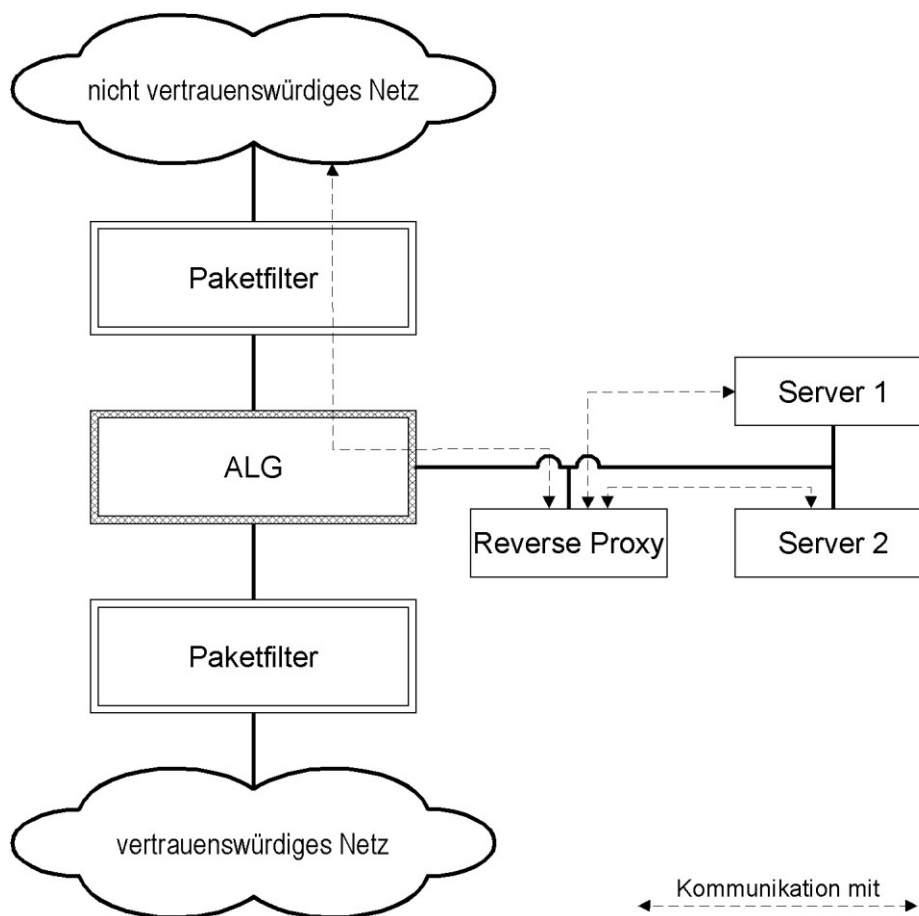 nicht vertrauenswürdiges Netz
Paketfilter
ALG
Server 1
Reverse Proxy
Server 2
Paketfilter
vertrauenswürdiges Netz
Kommunikation mit